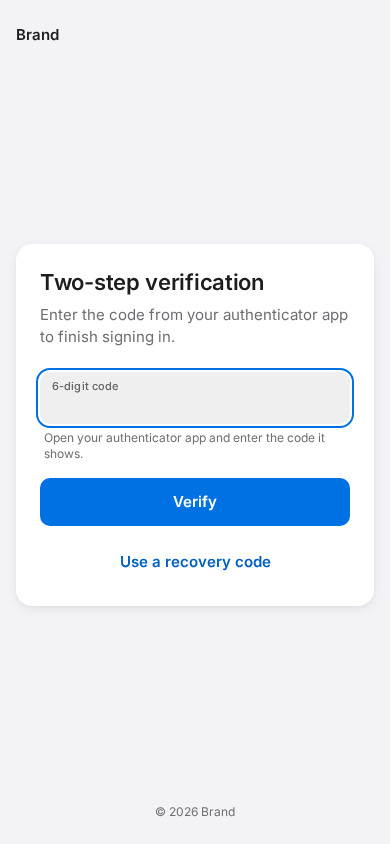 Brand
Two-step verification
Enter the code from your authenticator app
to finish signing in.
6-digit code
Open your authenticator app and enter the code it
shows.
Verify
Use a recovery code
© 2026 Brand